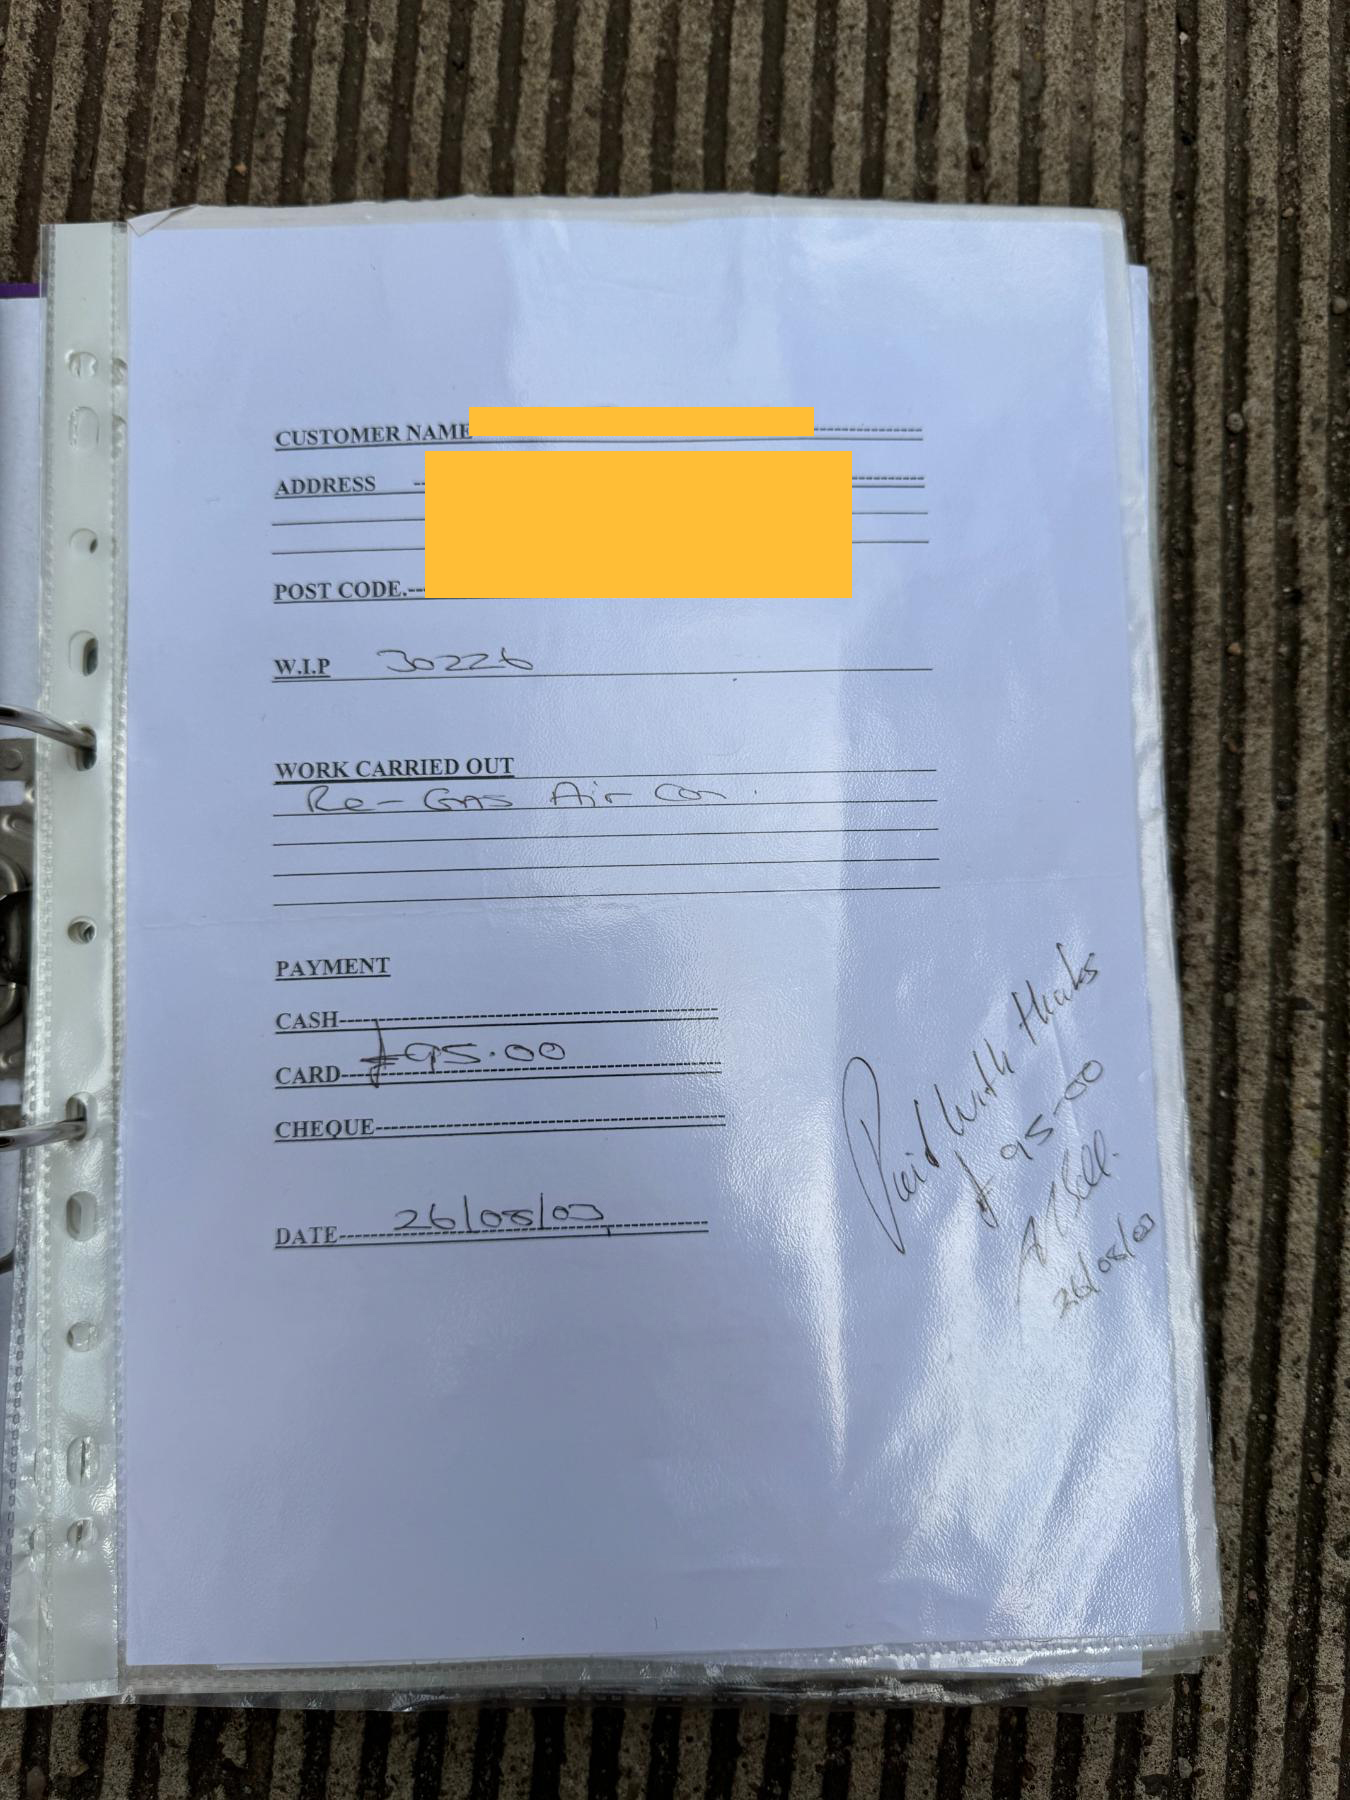 CUSTOMER NAME
ADDRESS
POST CODE.
W.I.P 30226
WORK CARRIED OUT
Re-Gas Air Con.
PAYMENT
CASH
CARD £95.00
CHEQUE
DATE 26/08/03
Paid with thanks
£95-00
26/08/03